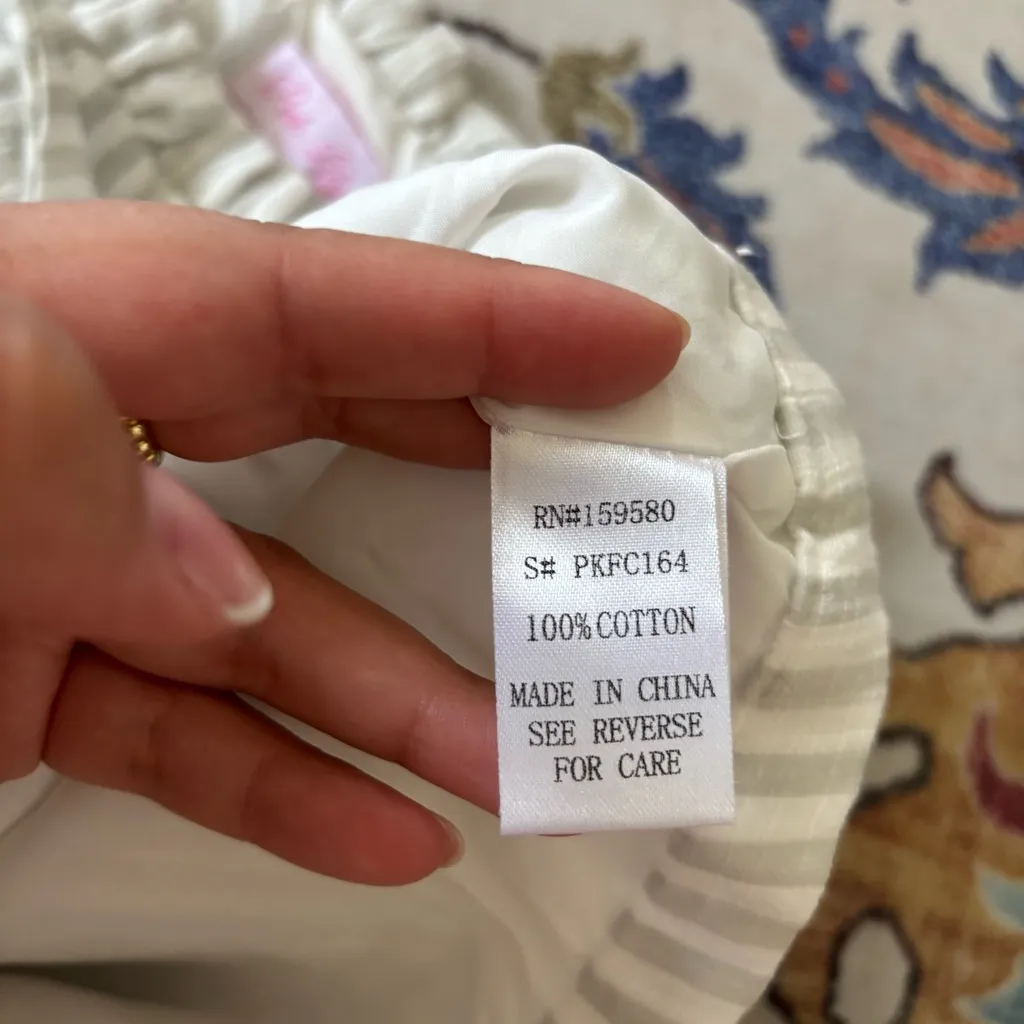 RN#159580
S# PKFC164
100%COTTON
MADE IN CHINA
SEE REVERSE
FOR CARE